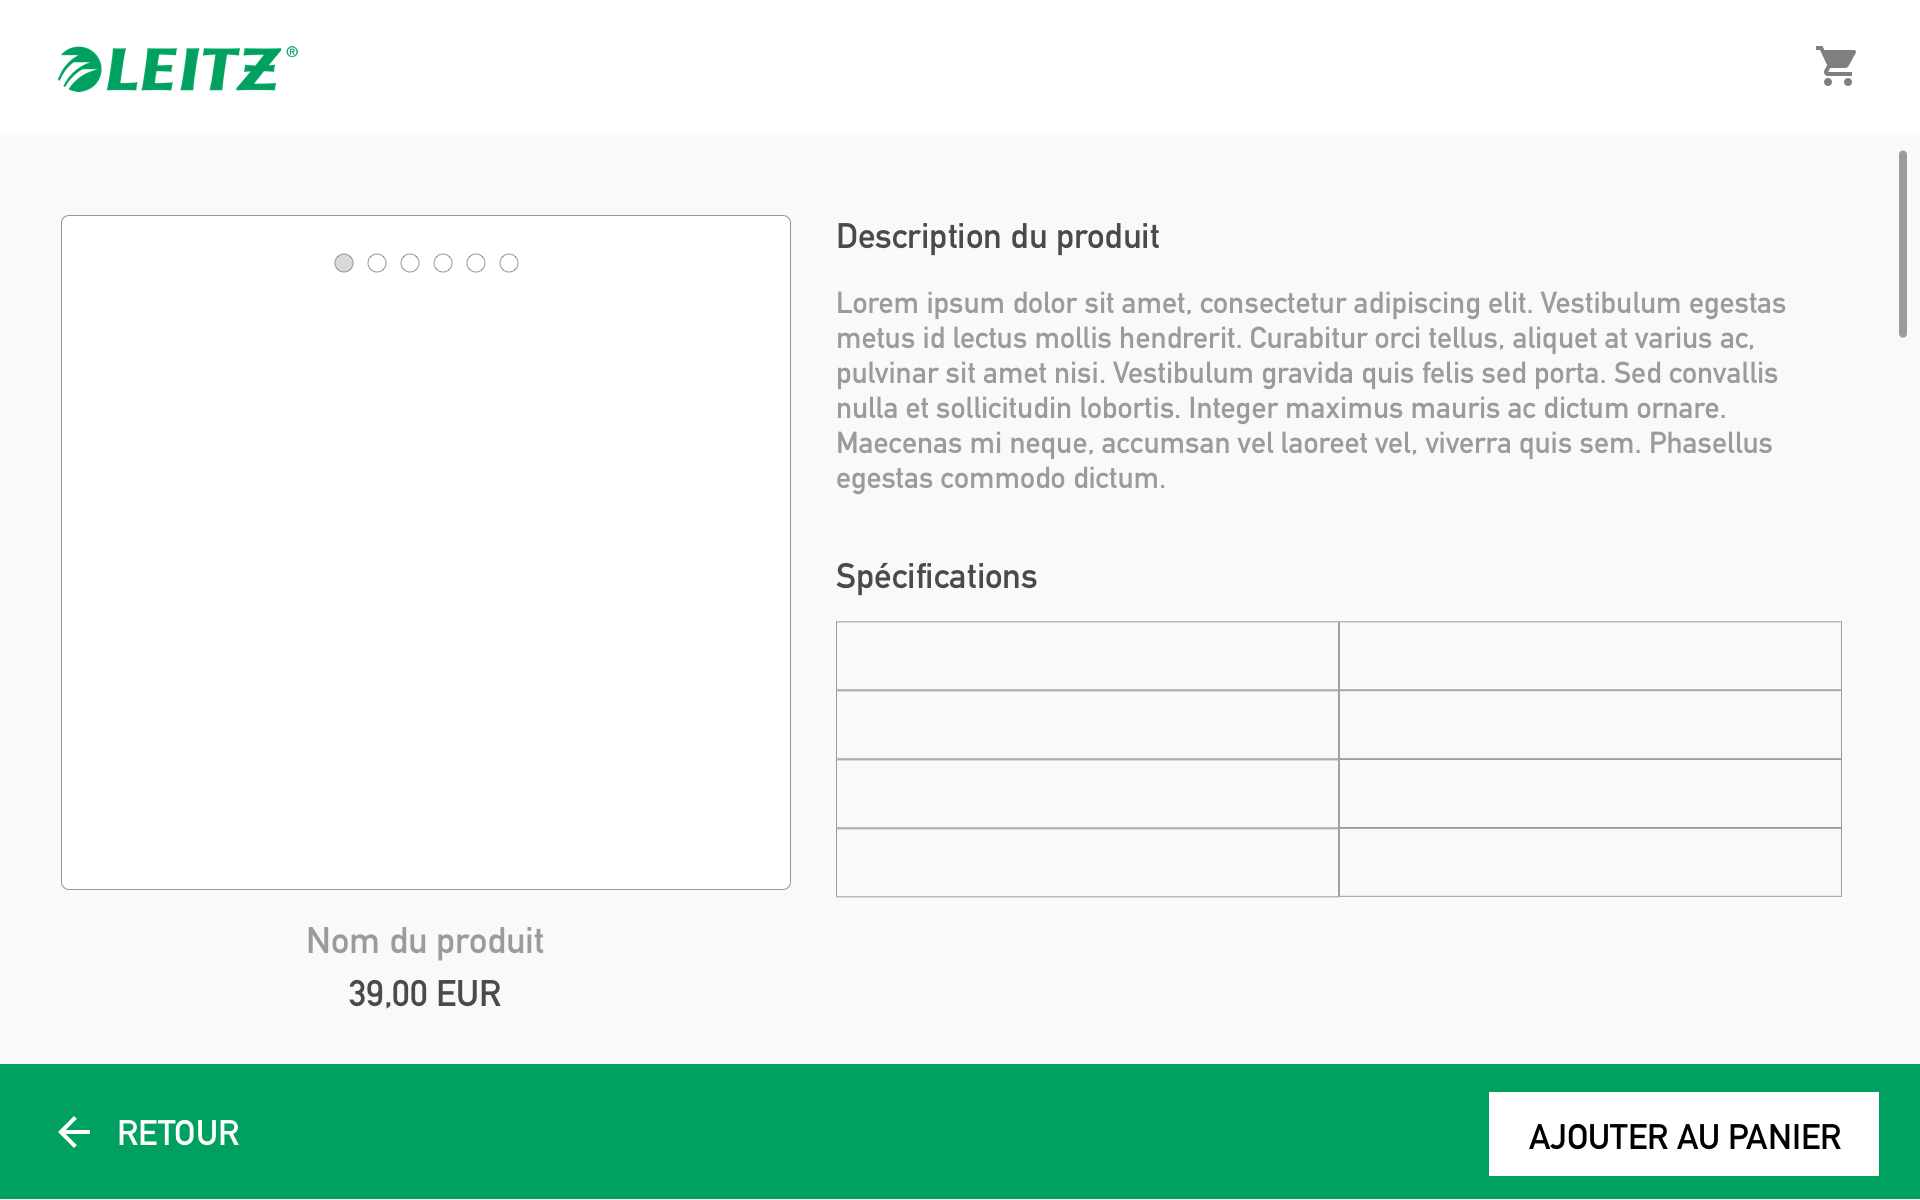 LEITZ®
Description du produit
Lorem ipsum dolor sit amet, consectetur adipiscing elit. Vestibulum egestas
metus id lectus mollis hendrerit. Curabitur orci tellus, aliquet at varius ac,
pulvinar sit amet nisi. Vestibulum gravida quis felis sed porta. Sed convallis
nulla et sollicitudin lobortis. Integer maximus mauris ac dictum ornare.
Maecenas mi neque, accumsan vel laoreet vel, viverra quis sem. Phasellus
egestas commodo dictum.
Spécifications
Nom du produit
39,00 EUR
RETOUR
AJOUTER AU PANIER